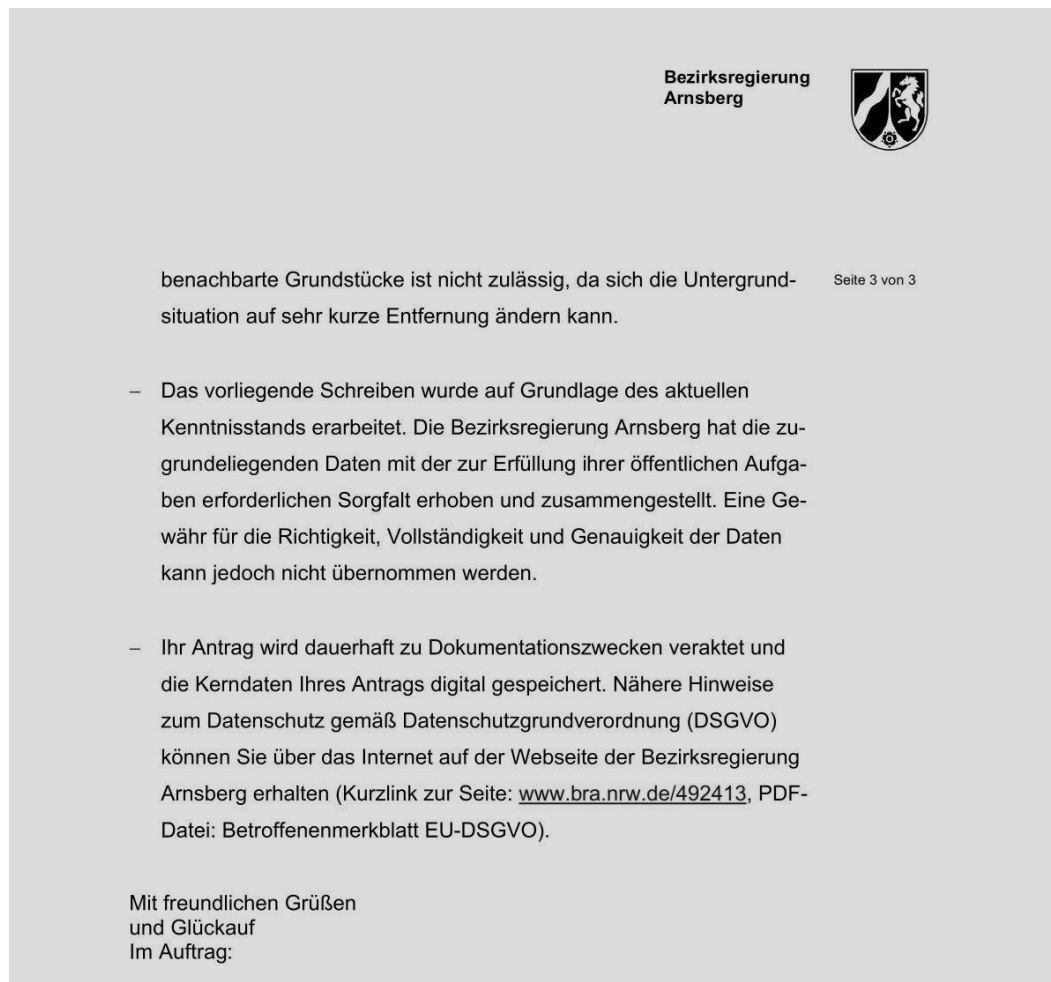 Bezirksregierung
Arnsberg
benachbarte Grundstücke ist nicht zulässig, da sich die Untergrund-
Seite 3 von 3
situation auf sehr kurze Entfernung ändern kann.
– Das vorliegende Schreiben wurde auf Grundlage des aktuellen
Kenntnisstands erarbeitet. Die Bezirksregierung Arnsberg hat die zu-
grundeliegenden Daten mit der zur Erfüllung ihrer öffentlichen Aufga-
ben erforderlichen Sorgfalt erhoben und zusammengestellt. Eine Ge-
währ für die Richtigkeit, Vollständigkeit und Genauigkeit der Daten
kann jedoch nicht übernommen werden.
– Ihr Antrag wird dauerhaft zu Dokumentationszwecken veraktet und
die Kerndaten Ihres Antrags digital gespeichert. Nähere Hinweise
zum Datenschutz gemäß Datenschutzgrundverordnung (DSGVO)
können Sie über das Internet auf der Webseite der Bezirksregierung
Arnsberg erhalten (Kurzlink zur Seite: www.bra.nrw.de/492413, PDF-
Datei: Betroffenenmerkblatt EU-DSGVO).
Mit freundlichen Grüßen
und Glückauf
Im Auftrag: